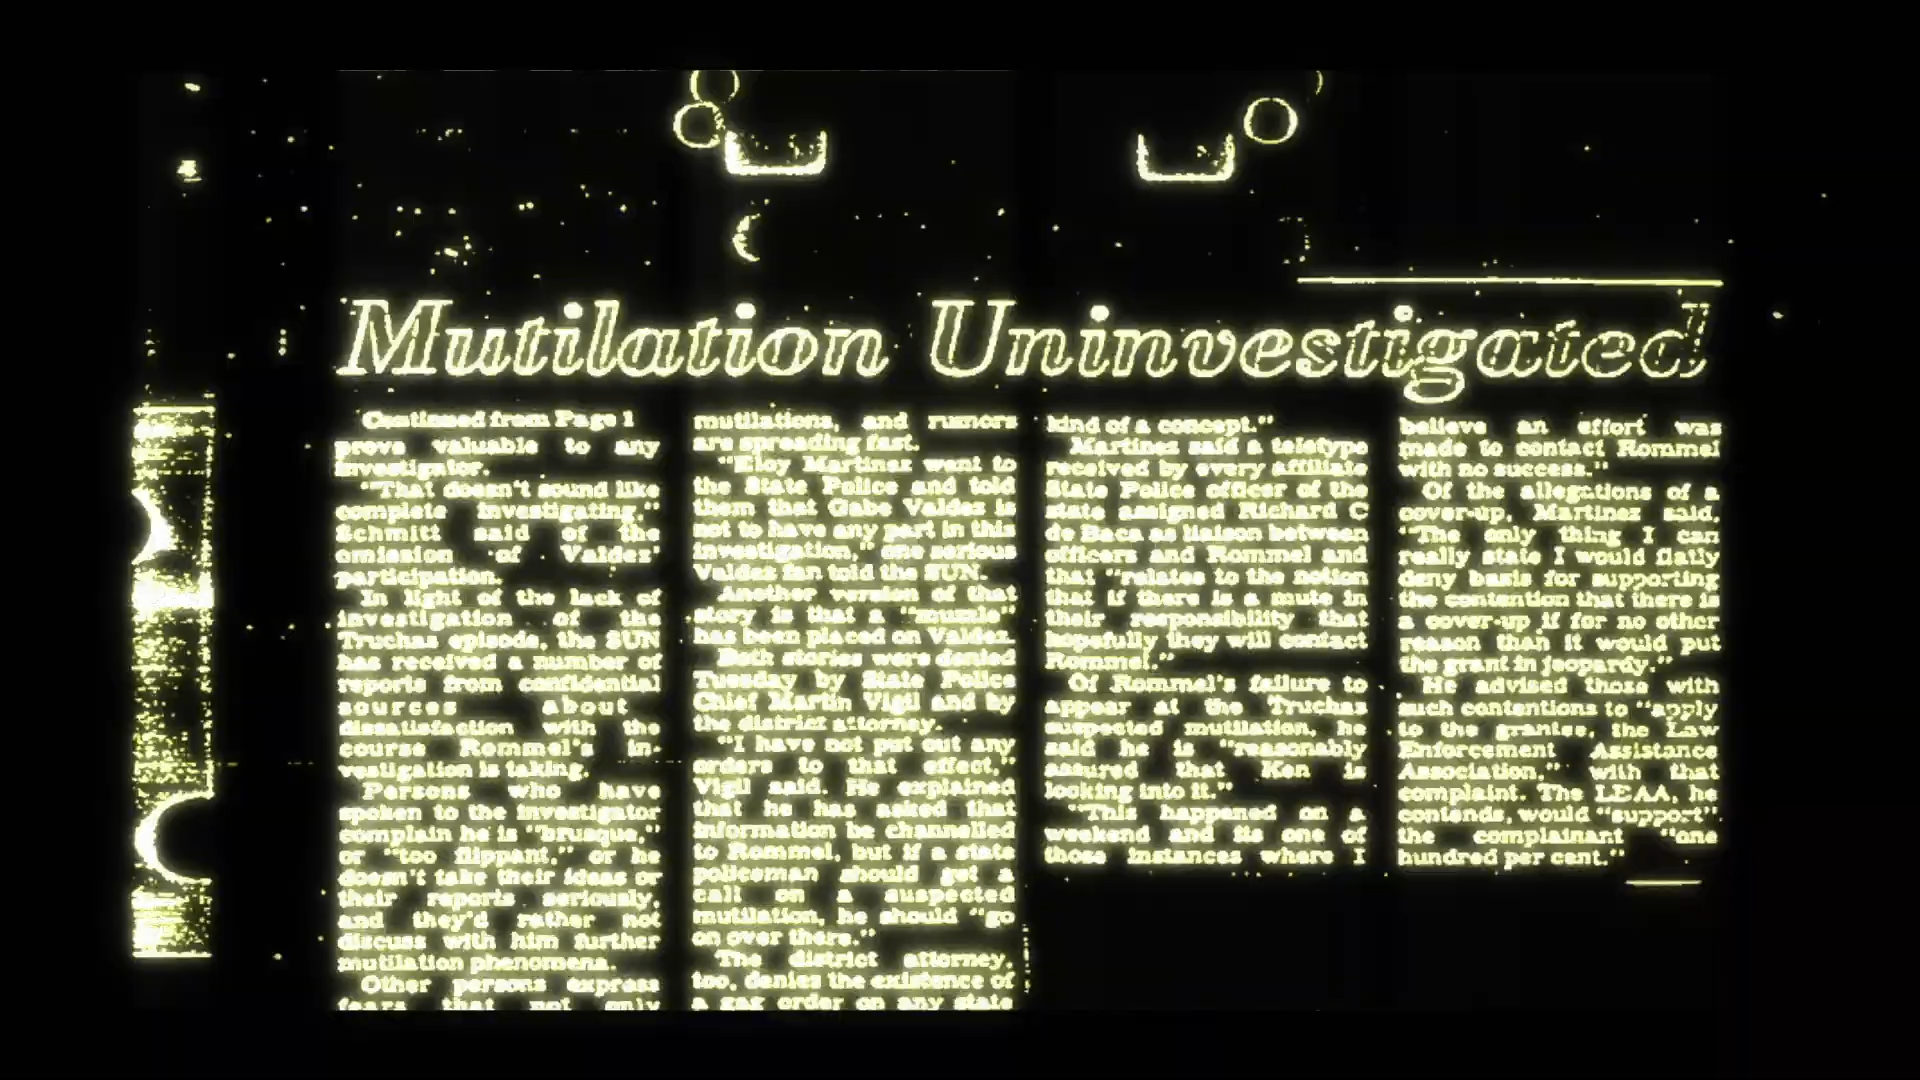 Mutilation Uninvestigated
Continued from Page 1
prove valuable to any
investigator.
"That doesn't sound like
complete investigating,"
Schmitt said of the
omission of Valdez'
participation.
In light of the lack of
investigation of the
Truchas episode, the SUN
has received a number of
reports from confidential
sources about
dissatisfaction with the
course Rommel's in-
vestigation is taking.
Persons who have
spoken to the investigator
complain he is "brusque,"
or "too flippant," or he
doesn't take their ideas or
their reports seriously,
and they'd rather not
discuss with him further
mutilation phenomena.
Other persons express
fears that not only
mutilations, and rumors
are spreading fast.
"Eloy Martinez went to
the State Police and told
them that Gabe Valdez is
not to have any part in this
investigation," one serious
Valdez fan told the SUN.
Another version of that
story is that a "muzzle"
has been placed on Valdez.
Both stories were denied
Tuesday by State Police
Chief Martin Vigil and by
the district attorney.
"I have not put out any
orders to that effect,"
Vigil said. He explained
that he has asked that
information be channelled
to Rommel, but if a state
policeman should get a
call on a suspected
mutilation, he should "go
on over there."
The district attorney,
too, denies the existence of
a gag order on any state
kind of a concept."
Martinez said a teletype
received by every affiliate
State Police officer of the
state assigned Richard C
de Baca as liaison between
officers and Rommel and
that "relates to the notion
that if there is a mute in
their responsibility that
hopefully they will contact
Rommel."
Of Rommel's failure to
appear at the Truchas
suspected mutilation, he
said he is "reasonably
assured that Ken is
looking into it."
"This happened on a
weekend and its one of
those instances where I
believe an effort was
made to contact Rommel
with no success."
Of the allegations of a
cover-up, Martinez said,
"The only thing I can
really state I would flatly
deny basis for supporting
the contention that there is
a cover-up if for no other
reason than it would put
the grant in jeopardy."
He advised those with
such contentions to "apply
to the grantee, the Law
Enforcement Assistance
Association," with that
complaint. The LEAA, he
contends, would "support"
the complainant "one
hundred per cent."